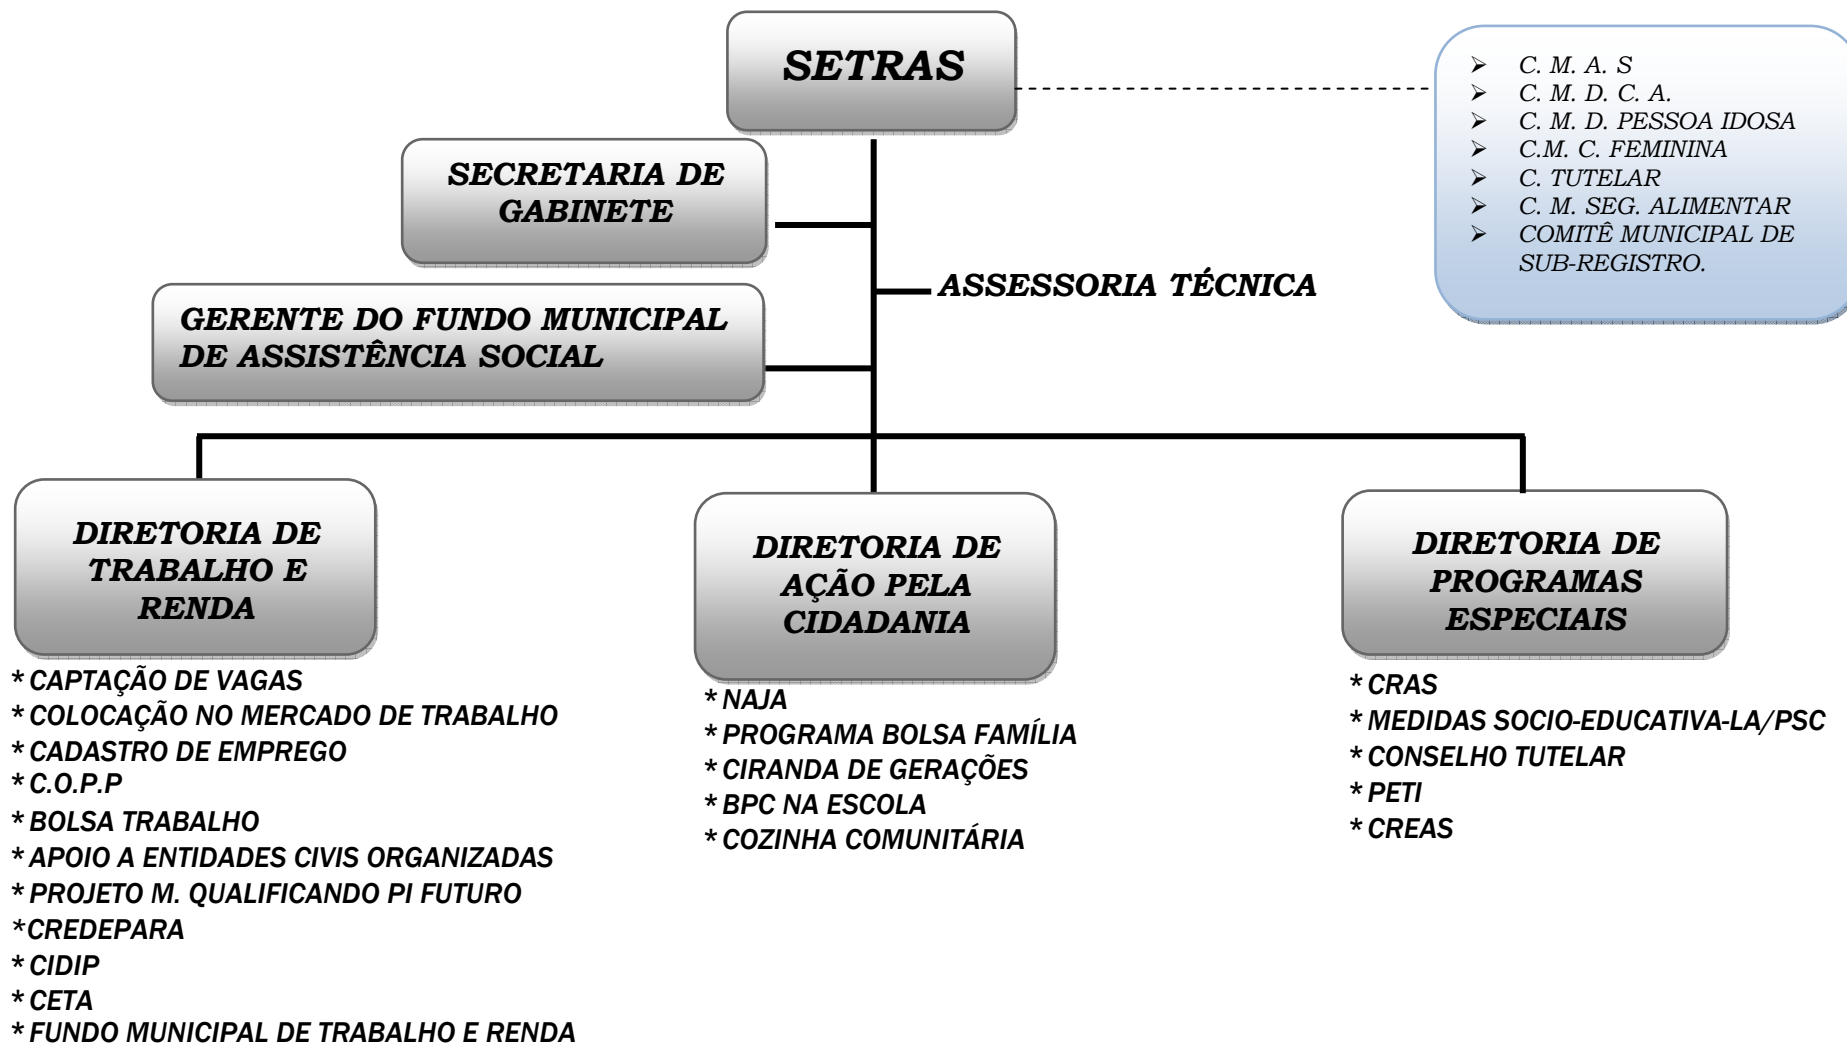 SETRAS
➢ C. M. A. S
➢ C. M. D. C. A.
➢ C. M. D. PESSOA IDOSA
➢ C.M. C. FEMININA
➢ C. TUTELAR
➢ C. M. SEG. ALIMENTAR
➢ COMITÊ MUNICIPAL DE
SUB-REGISTRO.
SECRETARIA DE
GABINETE
ASSESSORIA TÉCNICA
GERENTE DO FUNDO MUNICIPAL
DE ASSISTÊNCIA SOCIAL
DIRETORIA DE
TRABALHO E
RENDA
* CAPTAÇÃO DE VAGAS
* COLOCAÇÃO NO MERCADO DE TRABALHO
* CADASTRO DE EMPREGO
* C.O.P.P
* BOLSA TRABALHO
* APOIO A ENTIDADES CIVIS ORGANIZADAS
* PROJETO M. QUALIFICANDO PI FUTURO
*CREDEPARA
* CIDIP
* CETA
* FUNDO MUNICIPAL DE TRABALHO E RENDA
DIRETORIA DE
AÇÃO PELA
CIDADANIA
* NAJA
* PROGRAMA BOLSA FAMÍLIA
* CIRANDA DE GERAÇÕES
* BPC NA ESCOLA
* COZINHA COMUNITÁRIA
DIRETORIA DE
PROGRAMAS
ESPECIAIS
* CRAS
* MEDIDAS SOCIO-EDUCATIVA-LA/PSC
* CONSELHO TUTELAR
* PETI
* CREAS